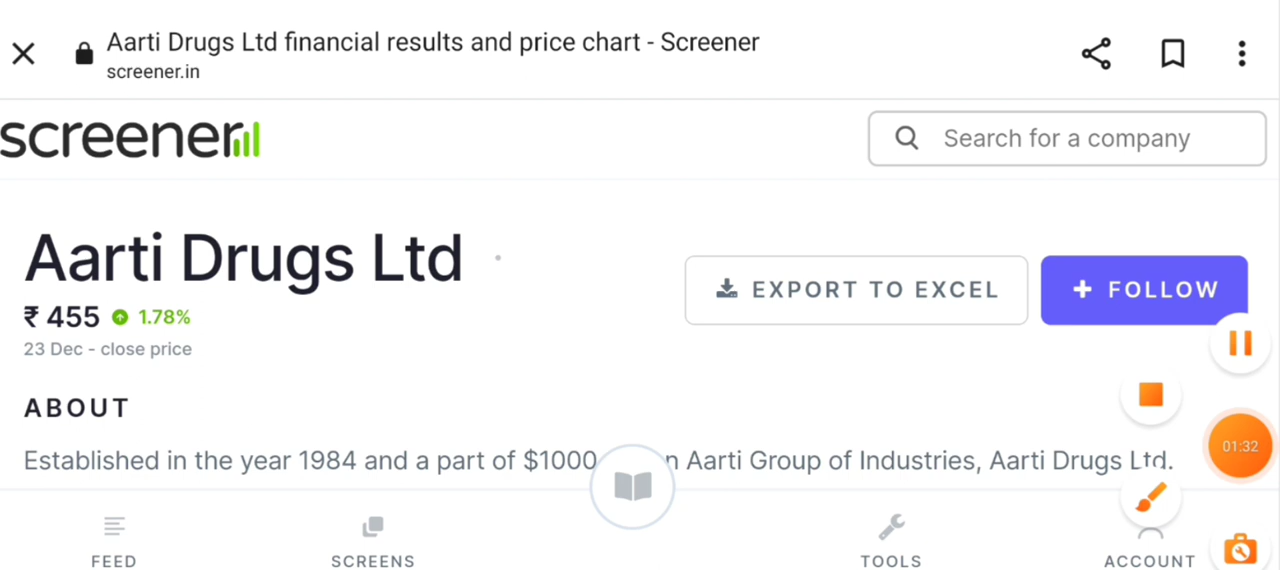 Aarti Drugs Ltd financial results and price chart - Screener
screener.in
screener
Search for a company
Aarti Drugs Ltd
EXPORT TO EXCEL
FOLLOW
₹ 455 1.78%
23 Dec - close price
ABOUT
Established in the year 1984 and a part of $1000 Aarti Group of Industries, Aarti Drugs Ltd.
01:32
FEED
SCREENS
TOOLS
ACCOUNT